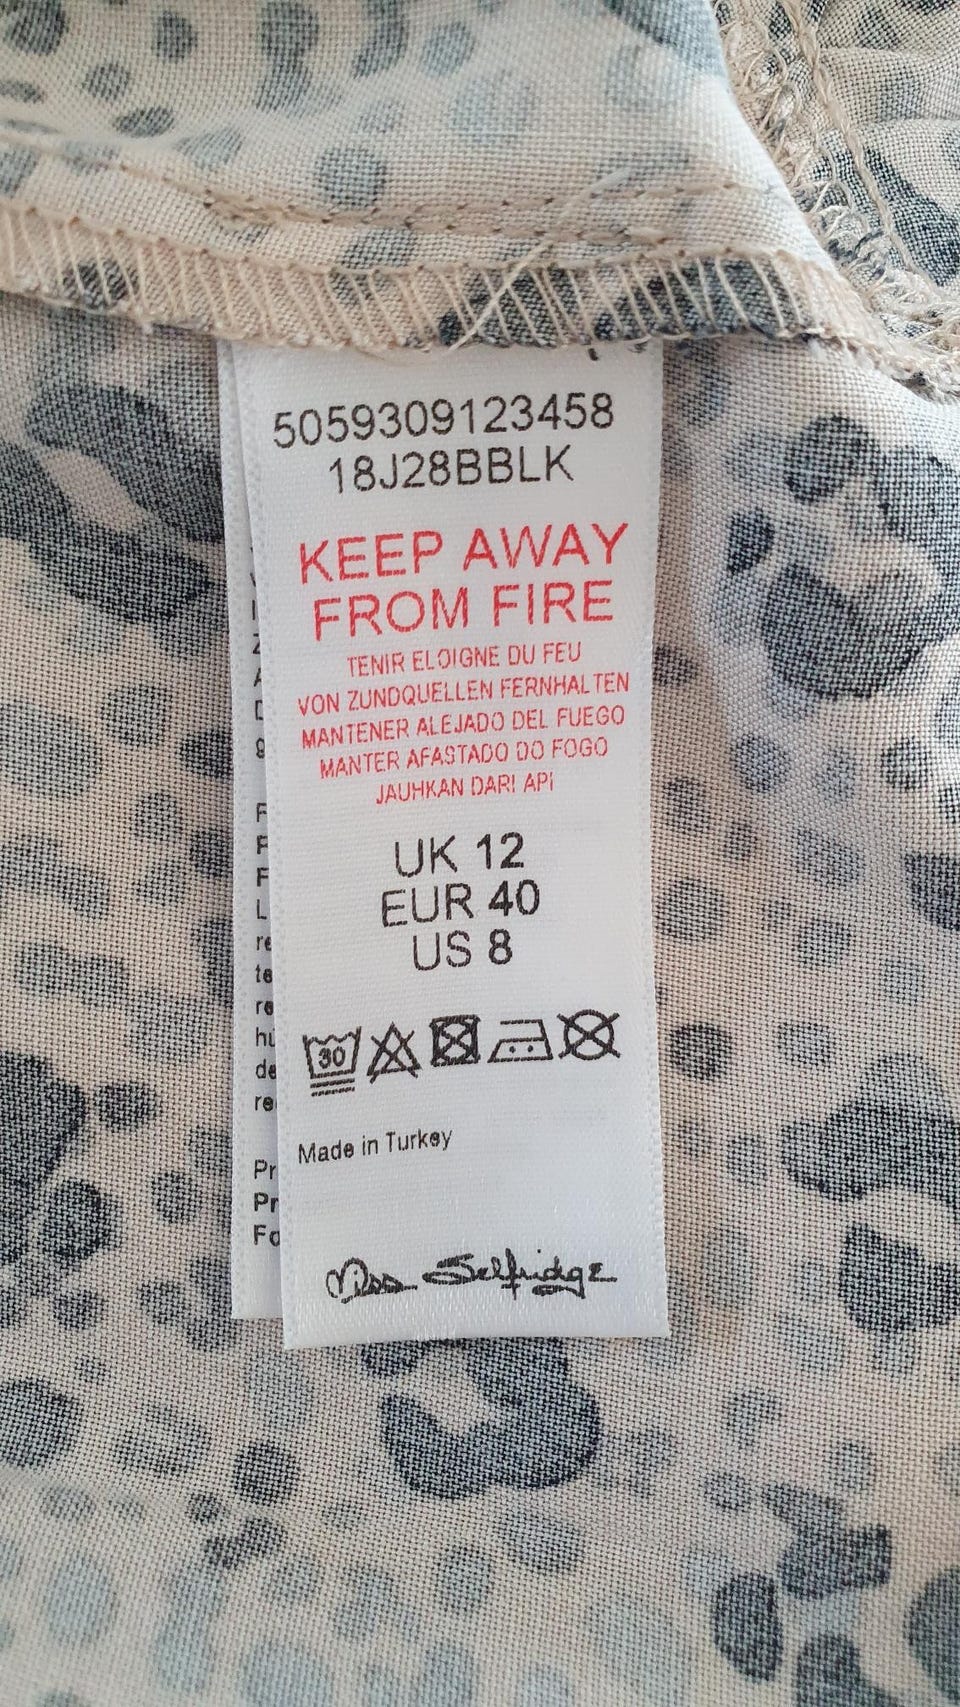 5059309123458
18J28BBLK
KEEP AWAY
FROM FIRE
TENIR ELOIGNE DU FEU
VON ZUNDQUELLEN FERNHALTEN
MANTENER ALEJADO DEL FUEGO
MANTER AFASTADO DO FOGO
JAUHKAN DARI API
UK 12
EUR 40
US 8
30
Made in Turkey
Miss Selfridge